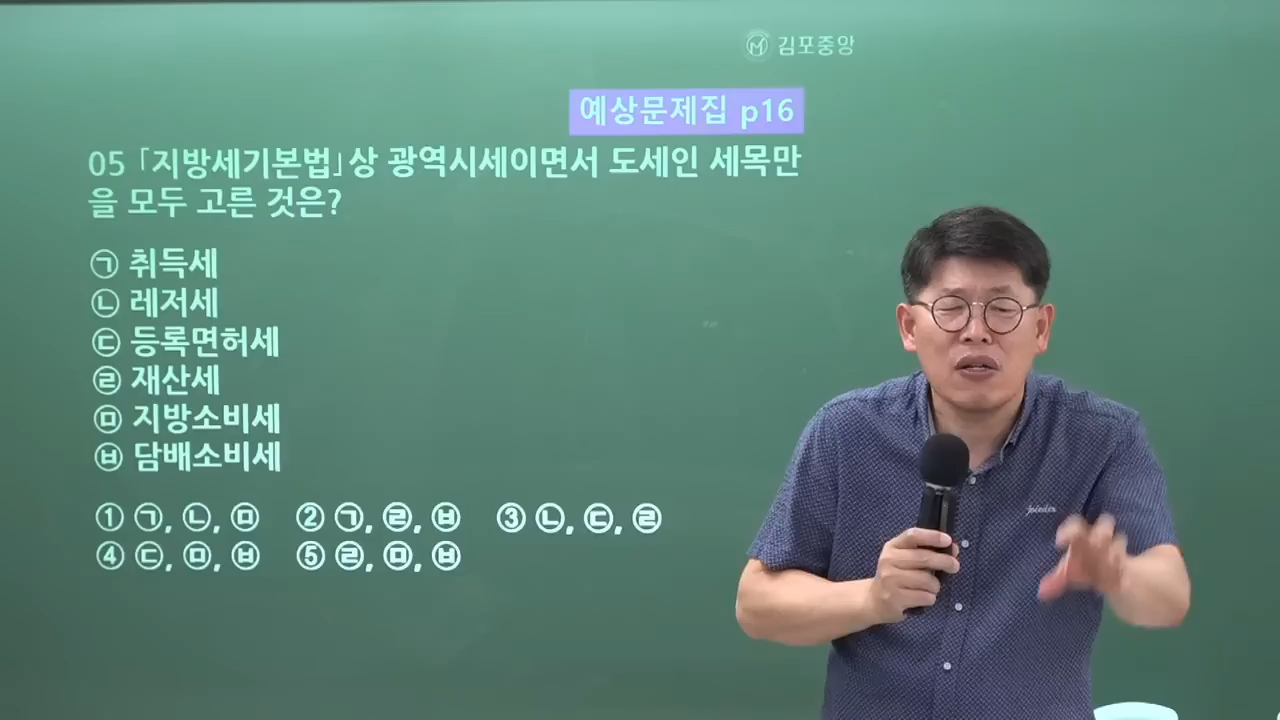 김포중앙
예상문제집 p16
05 「지방세기본법」상 광역시세이면서 도세인 세목만
을 모두 고른 것은?
㉠ 취득세
㉡ 레저세
㉢ 등록면허세
㉣ 재산세
㉤ 지방소비세
㉥ 담배소비세
① ㉠, ㉡, ㉤ ② ㉠, ㉣, ㉥ ③ ㉡, ㉢, ㉣
④ ㉢, ㉤, ㉥ ⑤ ㉣, ㉤, ㉥